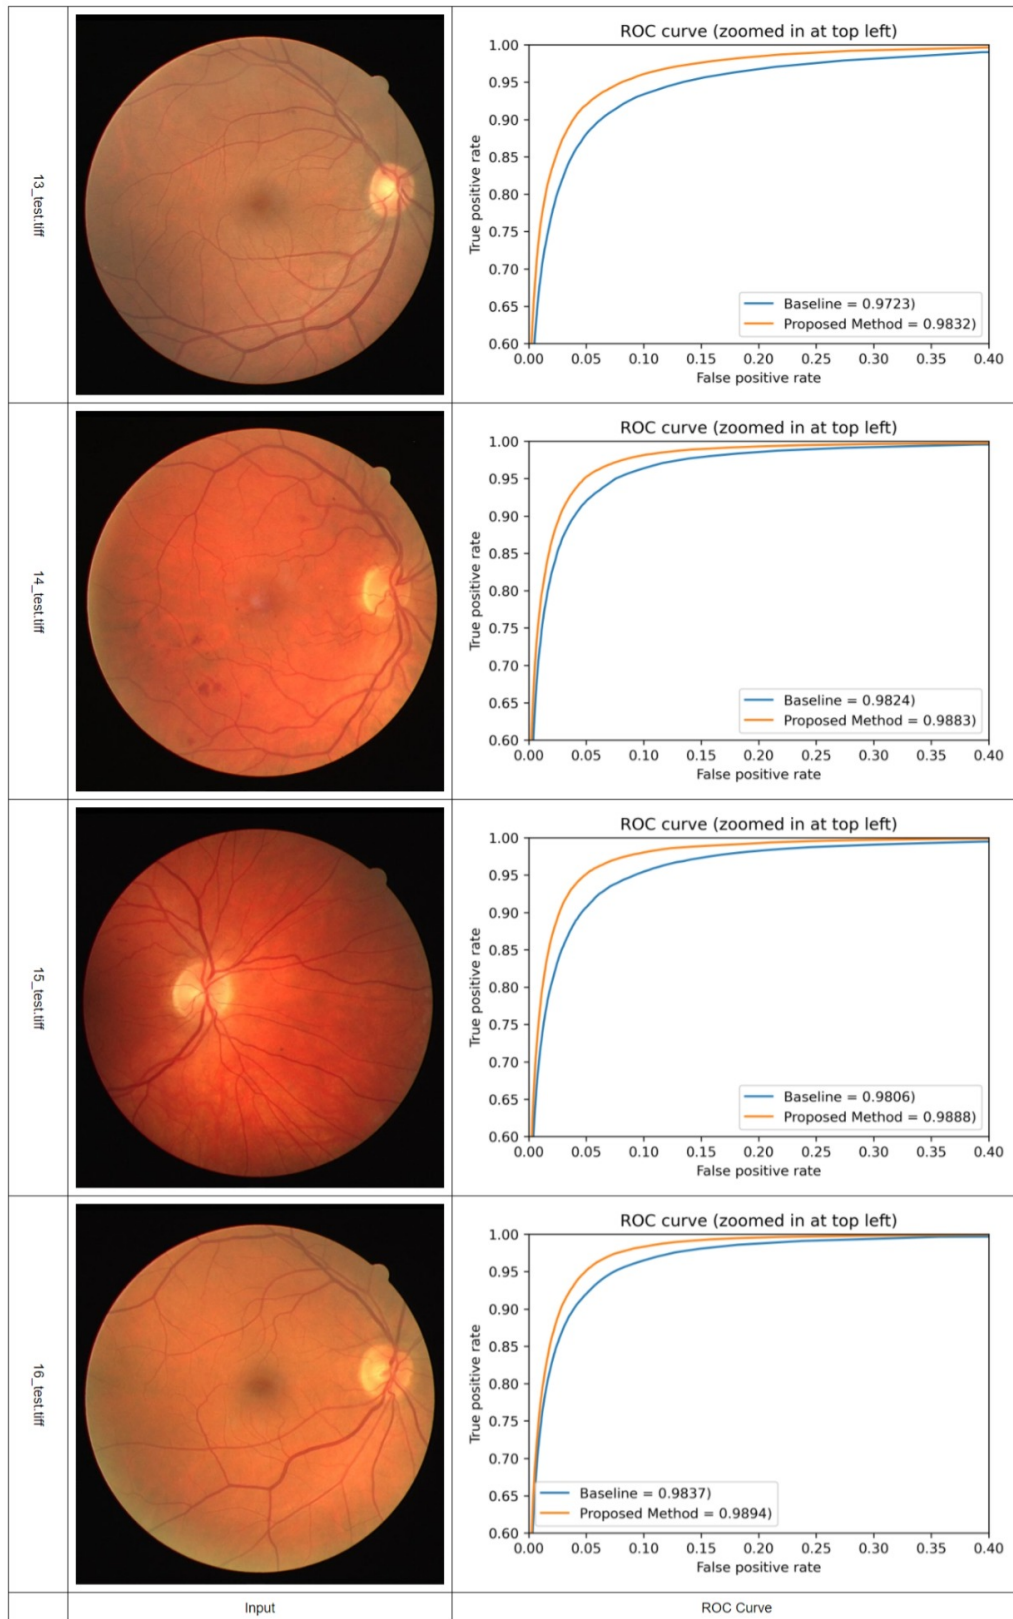 13_test.tiff
ROC curve (zoomed in at top left)
True positive rate
1.00
0.95
0.90
0.85
0.80
0.75
0.70
0.65
0.60
Baseline = 0.9723)
Proposed Method = 0.9832)
0.00 0.05 0.10 0.15 0.20 0.25 0.30 0.35 0.40
False positive rate
14_test.tiff
ROC curve (zoomed in at top left)
True positive rate
1.00
0.95
0.90
0.85
0.80
0.75
0.70
0.65
0.60
Baseline = 0.9824)
Proposed Method = 0.9883)
0.00 0.05 0.10 0.15 0.20 0.25 0.30 0.35 0.40
False positive rate
15_test.tiff
ROC curve (zoomed in at top left)
True positive rate
1.00
0.95
0.90
0.85
0.80
0.75
0.70
0.65
0.60
Baseline = 0.9806)
Proposed Method = 0.9888)
0.00 0.05 0.10 0.15 0.20 0.25 0.30 0.35 0.40
False positive rate
16_test.tiff
ROC curve (zoomed in at top left)
True positive rate
1.00
0.95
0.90
0.85
0.80
0.75
0.70
0.65
0.60
Baseline = 0.9837)
Proposed Method = 0.9894)
0.00 0.05 0.10 0.15 0.20 0.25 0.30 0.35 0.40
False positive rate
Input ROC Curve